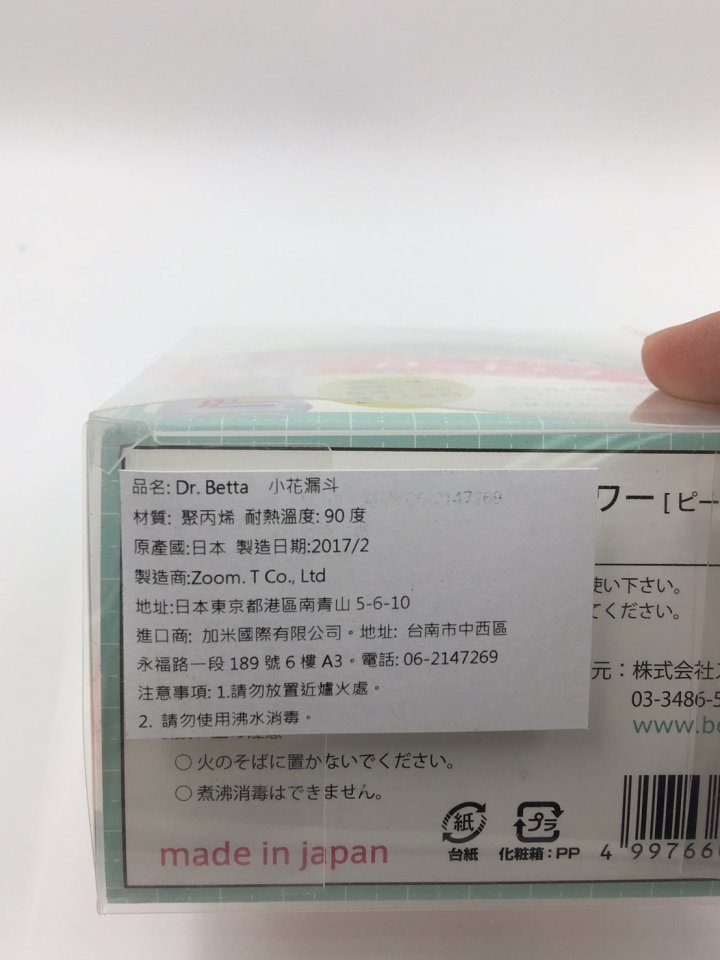 品名: Dr. Betta 小花漏斗
材質: 聚丙烯 耐熱溫度: 90 度
原產國:日本 製造日期:2017/2
製造商:Zoom. T Co., Ltd
地址:日本東京都港區南青山 5-6-10
進口商: 加米國際有限公司。地址: 台南市中西區
永福路一段 189 號 6 樓 A3。電話: 06-2147269
注意事項: 1.請勿放置近爐火處。
2. 請勿使用沸水消毒。
ワー [ ピー
使い下さい。
てください。
元：株式会社
03-3486-5
www.b
○ 火のそばに置かないでください。
○ 煮沸消毒はできません。
made in japan
紙
台紙
プラ
化粧箱：PP
4 99766